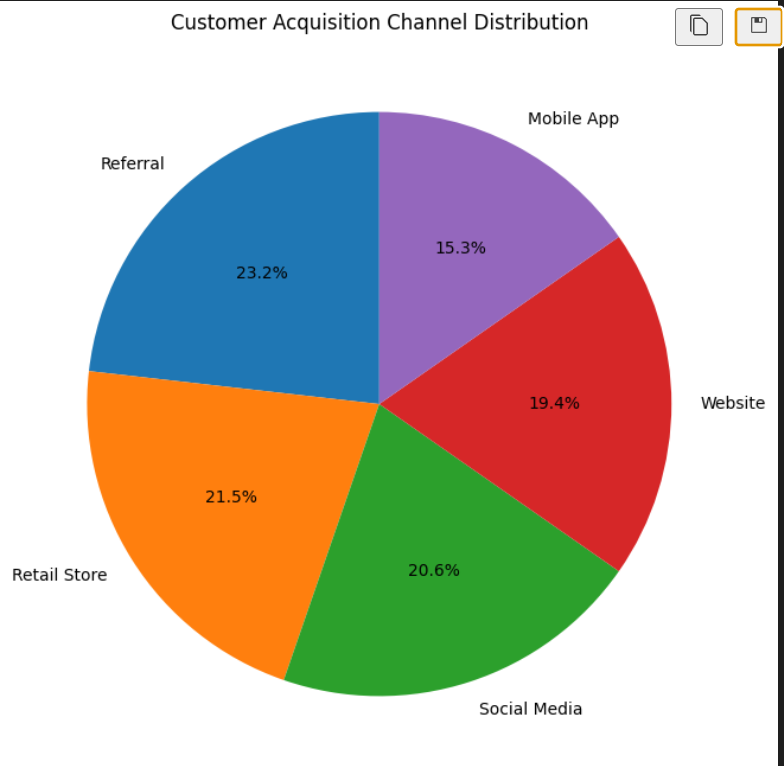 Customer Acquisition Channel Distribution
Mobile App
Referral
15.3%
23.2%
Website
19.4%
21.5%
Retail Store
20.6%
Social Media